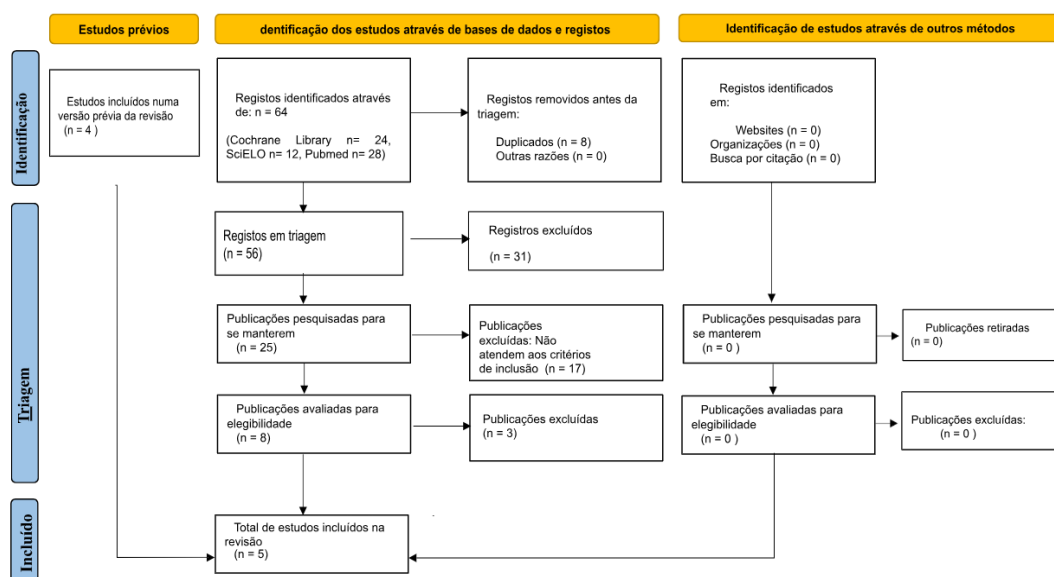 Estudos prévios
dentificação dos estudos através de bases de dados e registos
Identificação de estudos através de outros métodos
Identificação
Estudos incluídos numa
versão prévia da revisão
(n = 4 )
Registos identificados através
de: n = 64
(Cochrane Library n= 24,
SciELO n= 12, Pubmed n= 28)
Registos removidos antes da
triagem:
Duplicados (n = 8)
Outras razões (n = 0)
Registos identificados
em:
Websites (n = 0)
Organizações (n = 0)
Busca por citação (n = 0)
Triagem
Registos em triagem
(n = 56)
Registros excluídos
(n = 31)
Publicações pesquisadas para
se manterem
(n = 25)
Publicações
excluídas: Não
atendem aos critérios
de inclusão (n = 17)
Publicações pesquisadas para
se manterem
(n = 0 )
Publicações retiradas
(n = 0)
Publicações avaliadas para
elegibilidade
(n = 8)
Publicações excluídas
(n = 3)
Publicações avaliadas para
elegibilidade
(n = 0 )
Publicações excluídas:
(n = 0 )
Incluído
Total de estudos incluídos na
revisão
(n = 5)